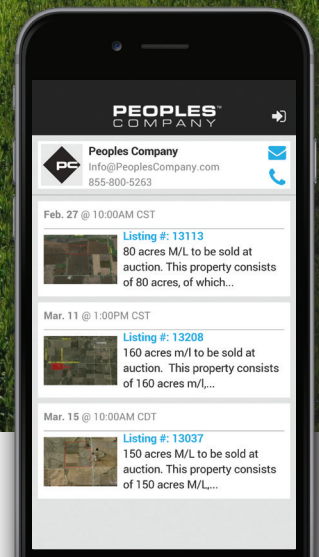 PEOPLES™
COMPANY
PC
Peoples Company
Info@PeoplesCompany.com
855-800-5263
Feb. 27 @ 10:00AM CST
Listing #: 13113
80 acres M/L to be sold at
auction. This property consists
of 80 acres, of which...
Mar. 11 @ 1:00PM CST
Listing #: 13208
160 acres m/l to be sold at
auction.  This property consists
of 160 acres m/l,...
Mar. 15 @ 10:00AM CDT
Listing #: 13037
150 acres M/L to be sold at
auction. This property consists
of 150 acres M/L,...